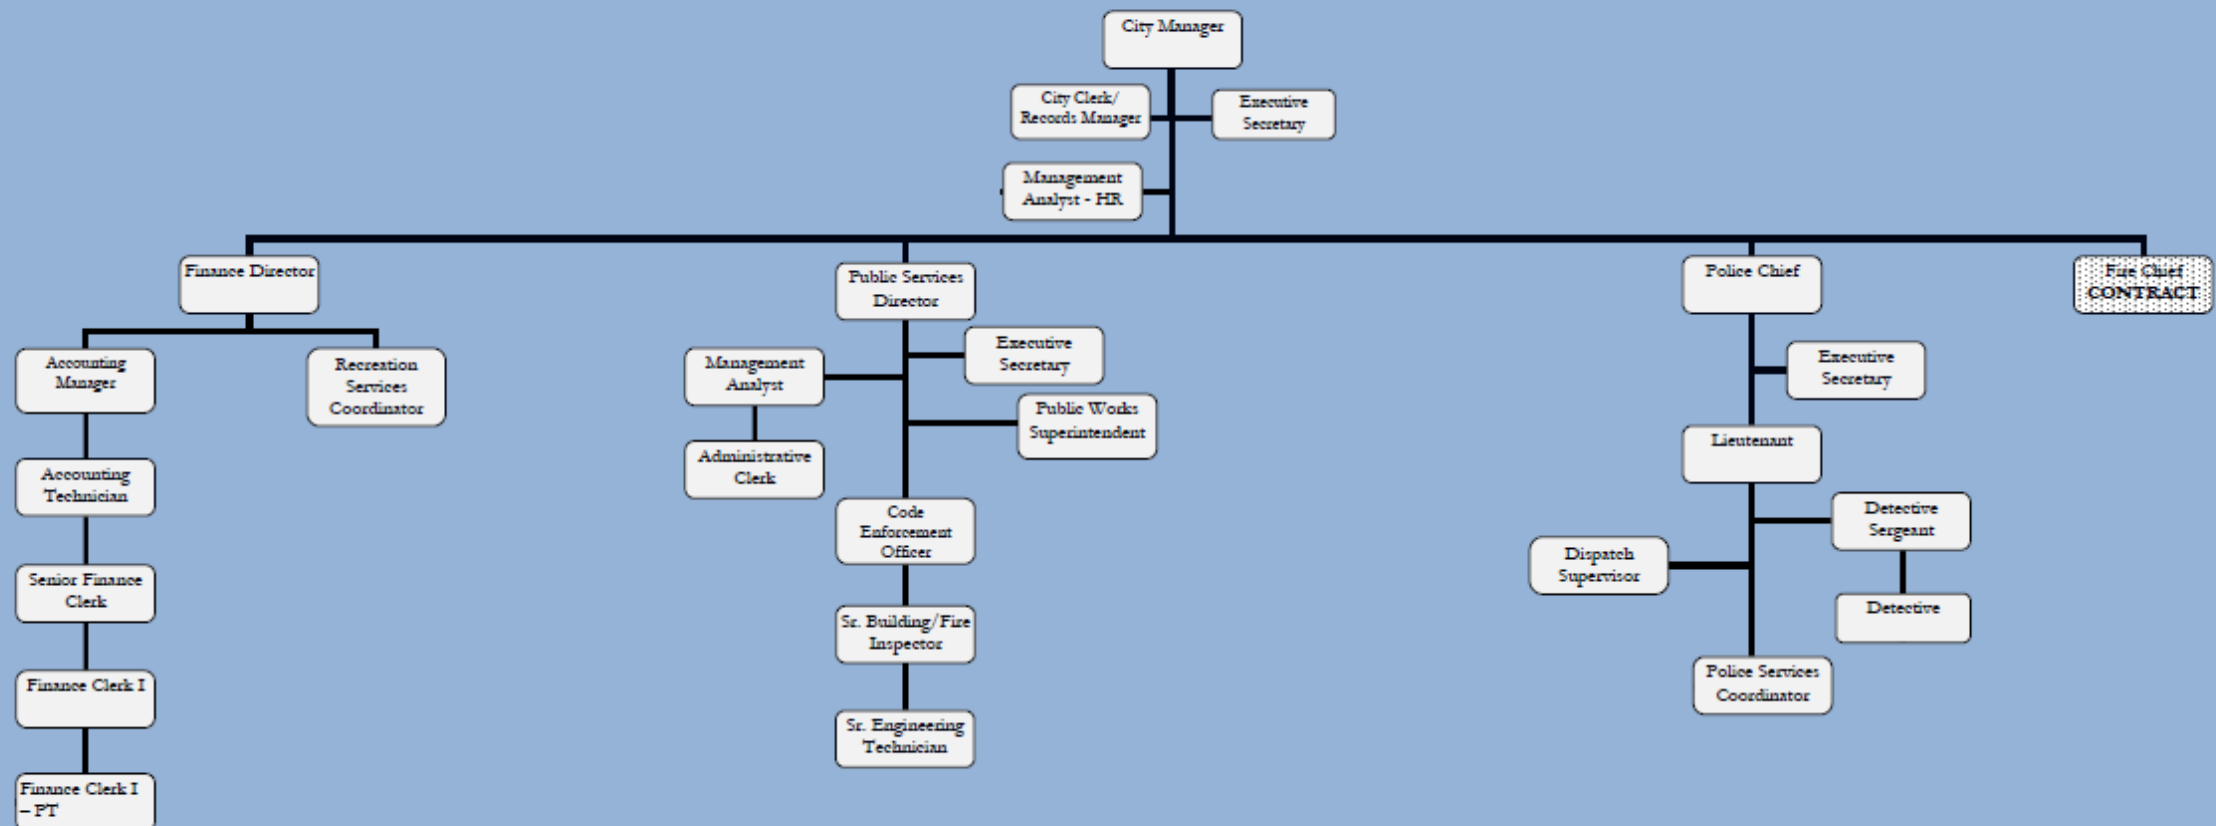 City Manager
City Clerk/
Records Manager
Executive
Secretary
Management
Analyst - HR
Finance Director
Public Services
Director
Police Chief
Fire Chief
CONTRACT
Accounting
Manager
Recreation
Services
Coordinator
Management
Analyst
Executive
Secretary
Public Works
Superintendent
Executive
Secretary
Administrative
Clerk
Lieutenant
Accounting
Technician
Code
Enforcement
Officer
Detective
Sergeant
Dispatch
Supervisor
Senior Finance
Clerk
Sr. Building/Fire
Inspector
Detective
Finance Clerk I
Police Services
Coordinator
Sr. Engineering
Technician
Finance Clerk I
– PT